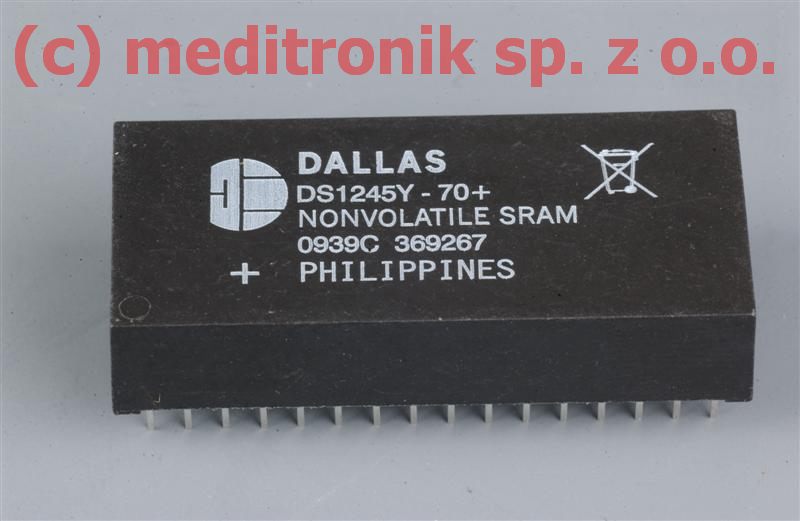 (c) meditronik sp. z o.o.
DALLAS
DS1245Y - 70+
NONVOLATILE SRAM
0939C 369267
+ PHILIPPINES